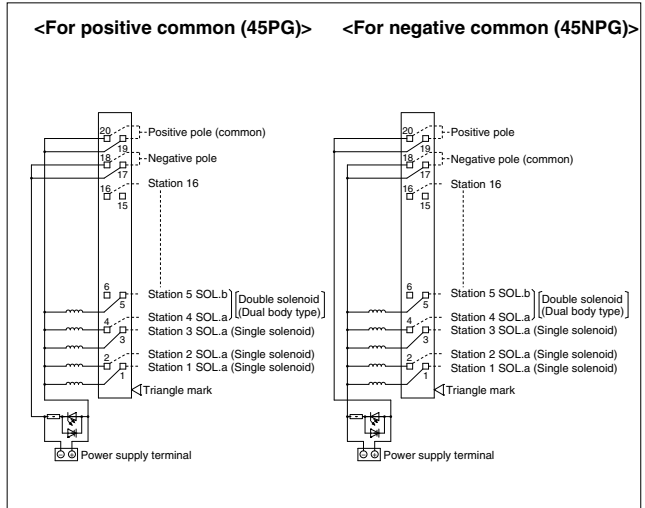 <For positive common (45PG)>
20
Positive pole (common)
19
18
Negative pole
17
16
Station 16
15
6
Station 5 SOL.b
5
Double solenoid
(Dual body type)
4
Station 4 SOL.a
Station 3 SOL.a (Single solenoid)
3
2
Station 2 SOL.a (Single solenoid)
Station 1 SOL.a (Single solenoid)
1
Triangle mark
⊖ ⊕ Power supply terminal
<For negative common (45NPG)>
20
Positive pole
19
18
Negative pole (common)
17
16
Station 16
15
6
Station 5 SOL.b
5
Double solenoid
(Dual body type)
4
Station 4 SOL.a
Station 3 SOL.a (Single solenoid)
3
2
Station 2 SOL.a (Single solenoid)
Station 1 SOL.a (Single solenoid)
1
Triangle mark
⊖ ⊕ Power supply terminal